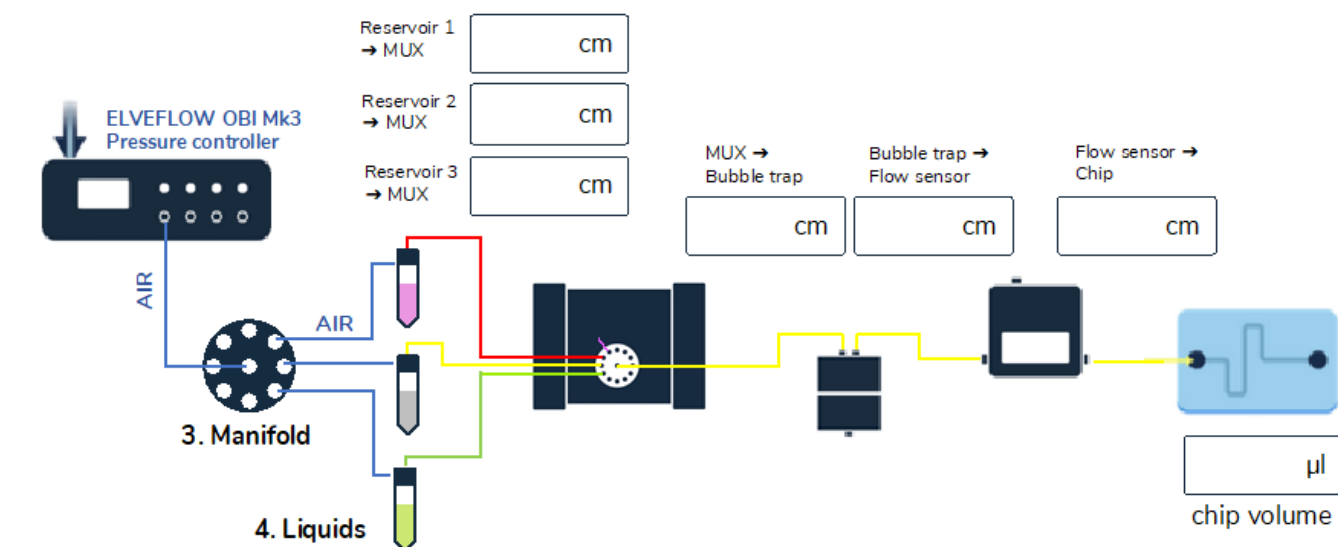 Reservoir 1
→ MUX
cm
ELVEFLOW OBI Mk3
Pressure controller
Reservoir 2
→ MUX
cm
Reservoir 3
→ MUX
cm
MUX →
Bubble trap
cm
Bubble trap →
Flow sensor
cm
Flow sensor →
Chip
cm
AIR
AIR
3. Manifold
4. Liquids
µl
chip volume